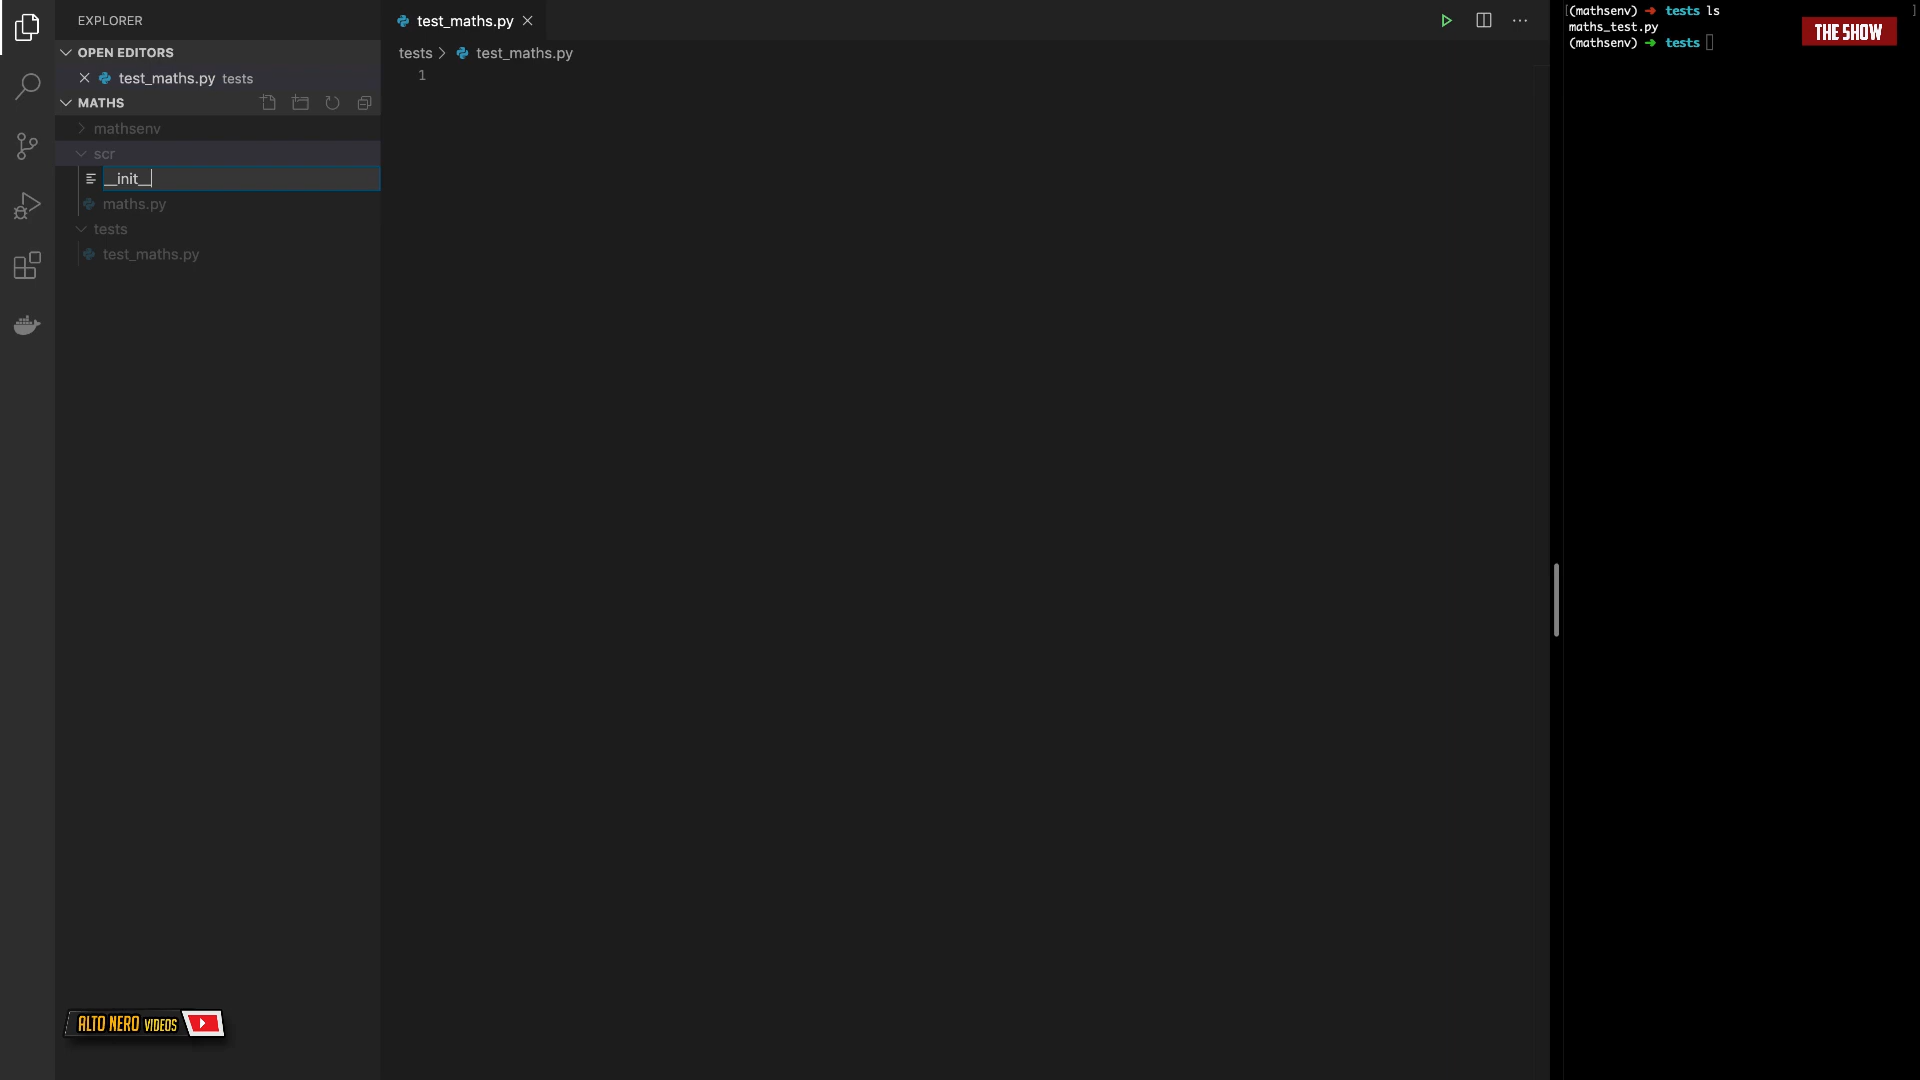 EXPLORER
OPEN EDITORS
test_maths.py tests
MATHS
mathsenv
scr
__init__
maths.py
tests
test_maths.py
test_maths.py
tests > test_maths.py
1
[(mathsenv) ➜ tests ls ]
maths_test.py
(mathsenv) ➜ tests
THE SHOW
ALTO NERO VIDEOS